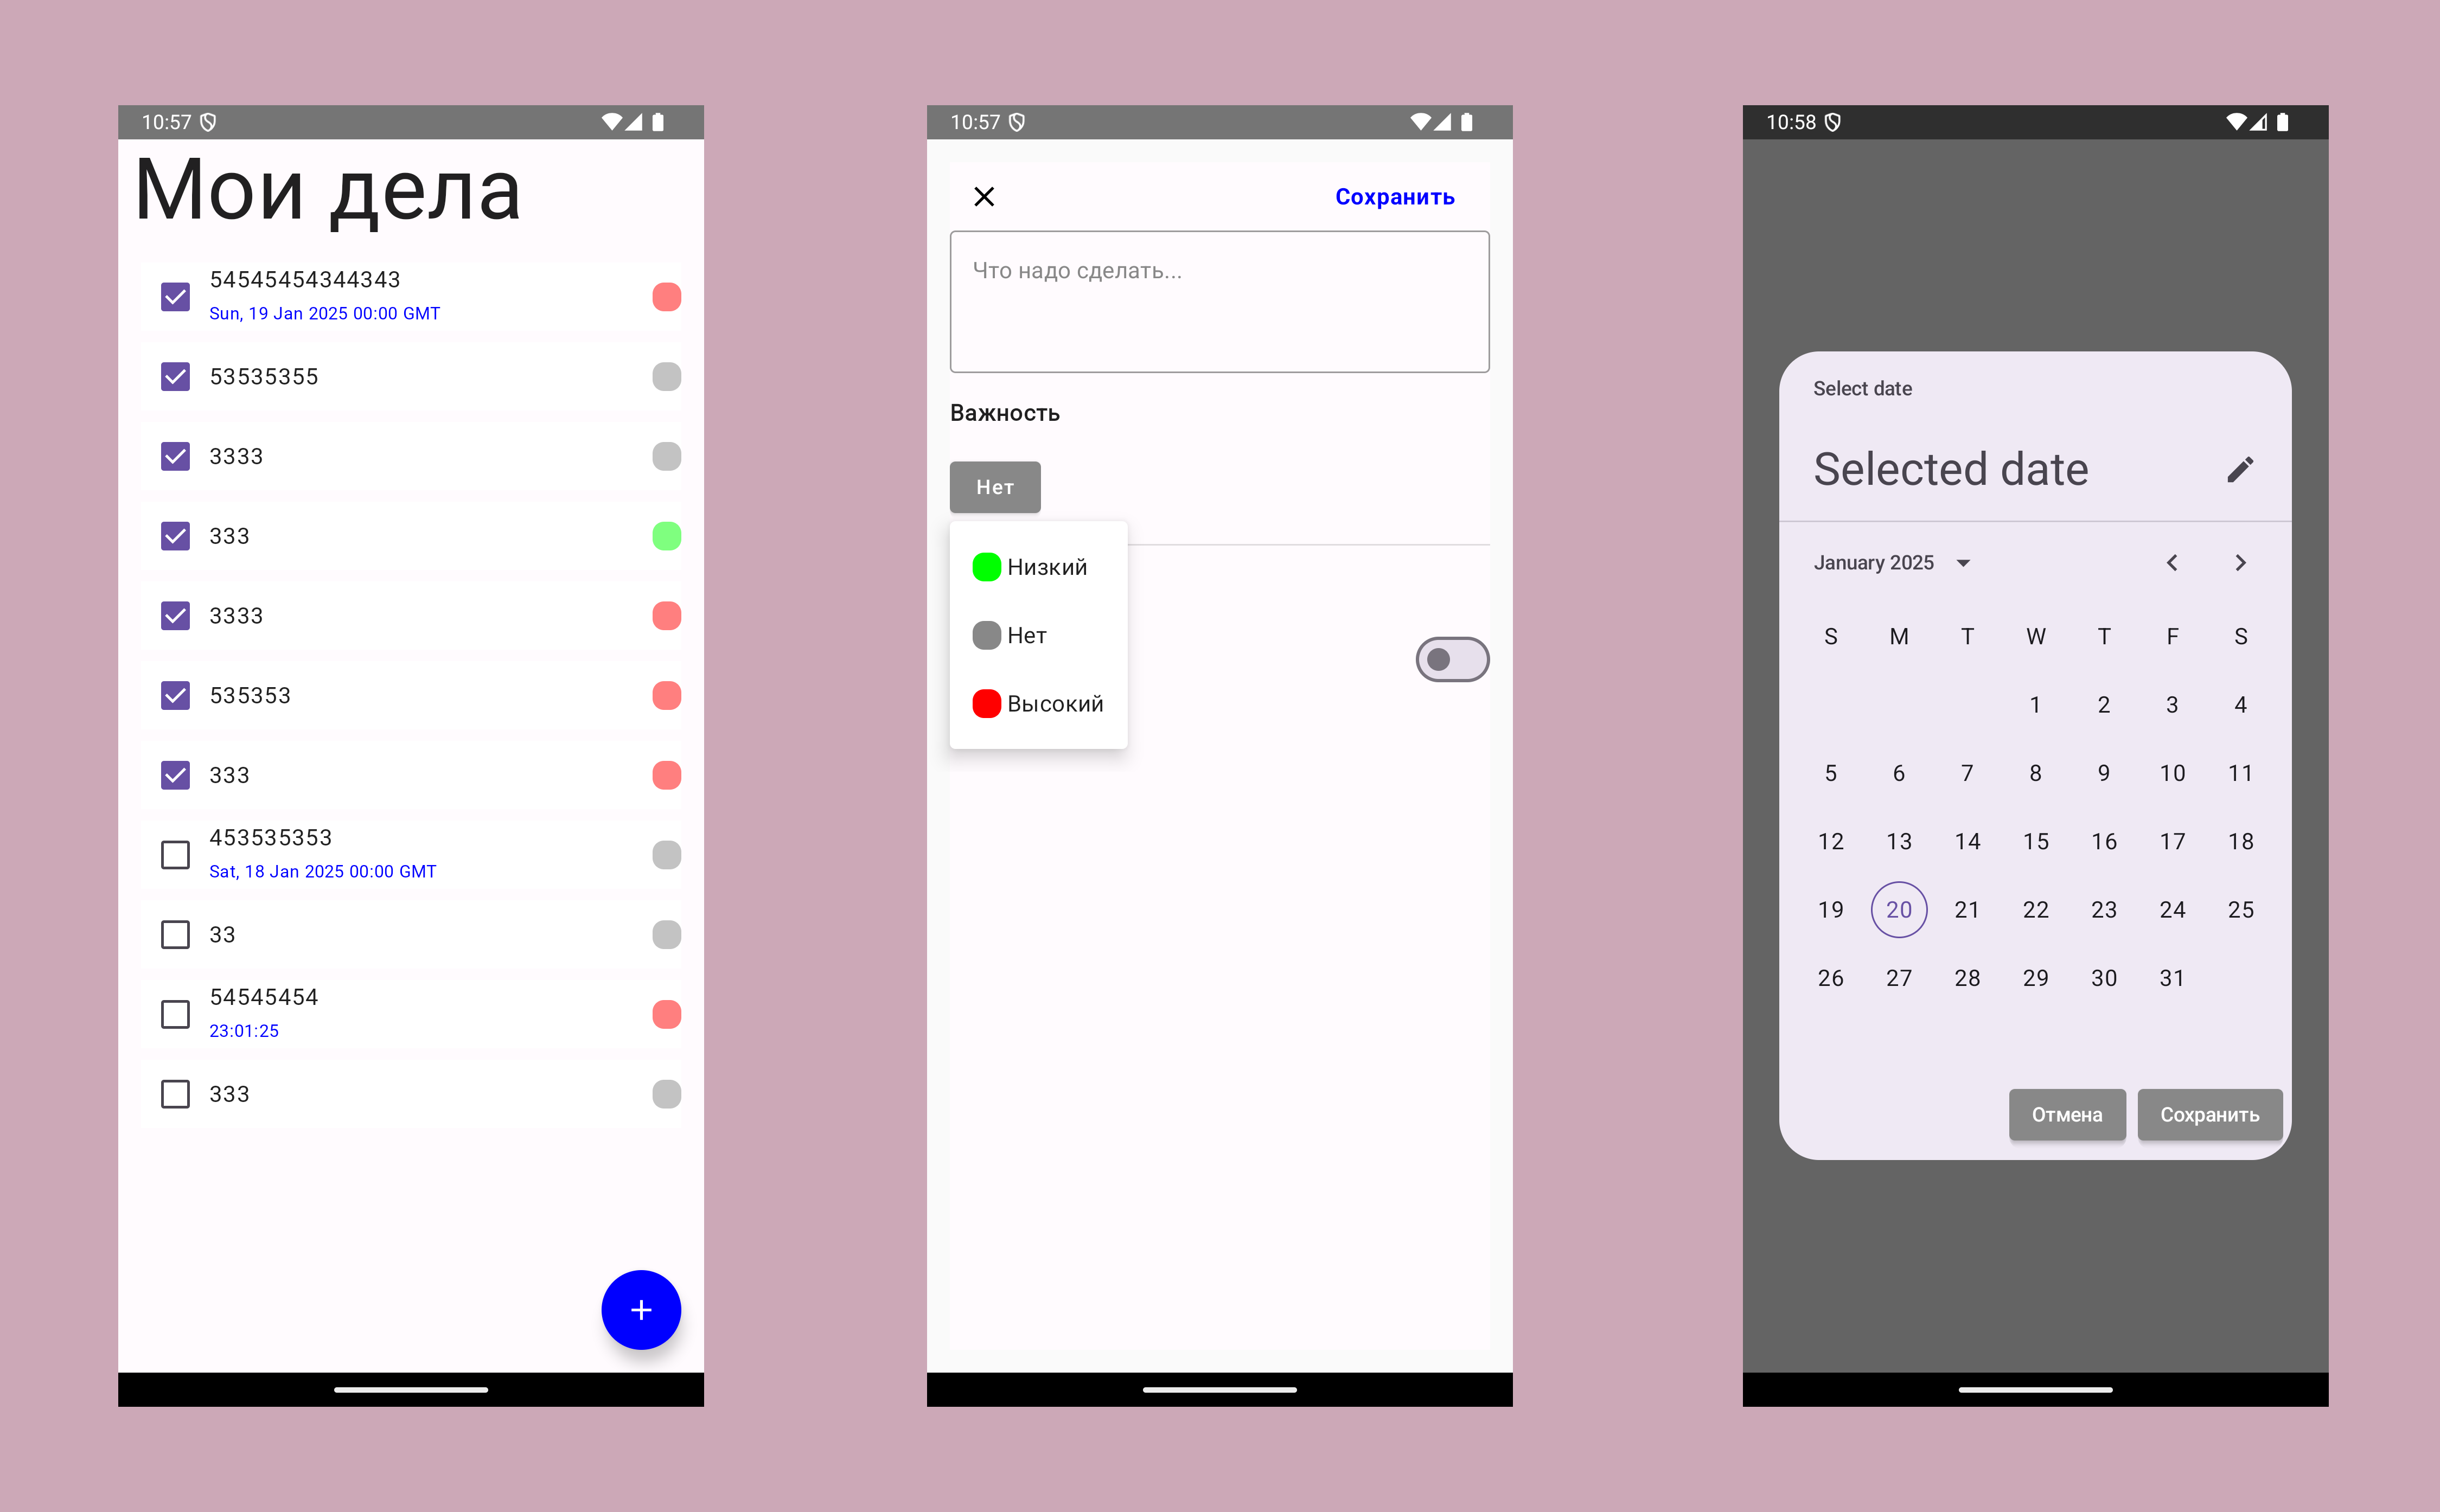 10:57
Мои дела
54545454344343
Sun, 19 Jan 2025 00:00 GMT
53535355
3333
333
3333
535353
333
453535353
Sat, 18 Jan 2025 00:00 GMT
33
54545454
23:01:25
333
10:57
Сохранить
Что надо сделать...
Важность
Нет
Низкий
Нет
Высокий
10:58
Select date
Selected date
January 2025
S M T W T F S
1 2 3 4
5 6 7 8 9 10 11
12 13 14 15 16 17 18
19 20 21 22 23 24 25
26 27 28 29 30 31
Отмена Сохранить